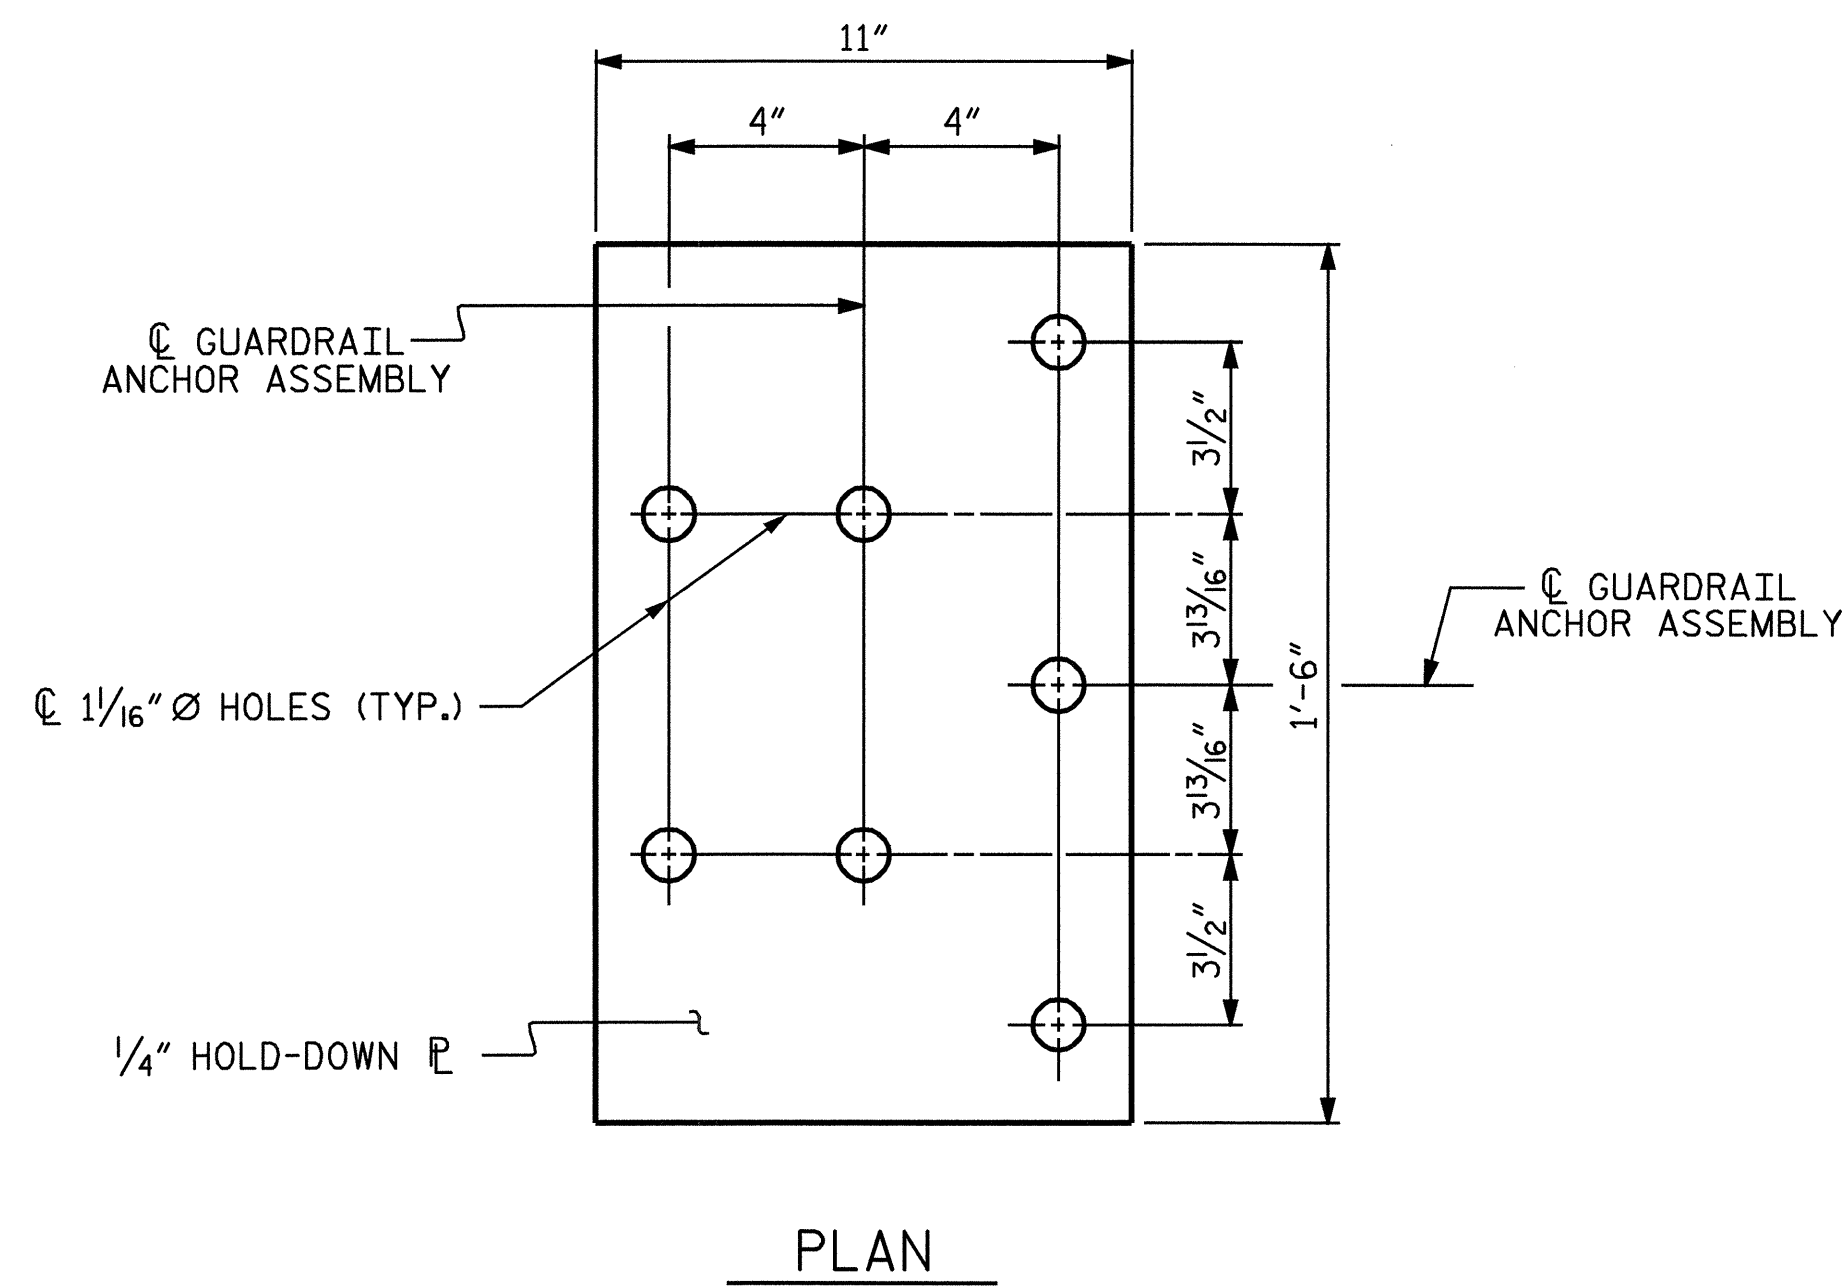 11"
4"
4"
℄ GUARDRAIL
ANCHOR ASSEMBLY
3 1/2"
3 13/16"
℄ GUARDRAIL
ANCHOR ASSEMBLY
1'-6"
℄ 1 1/16" Ø HOLES (TYP.)
3 13/16"
3 1/2"
1/4" HOLD-DOWN ⅊
PLAN